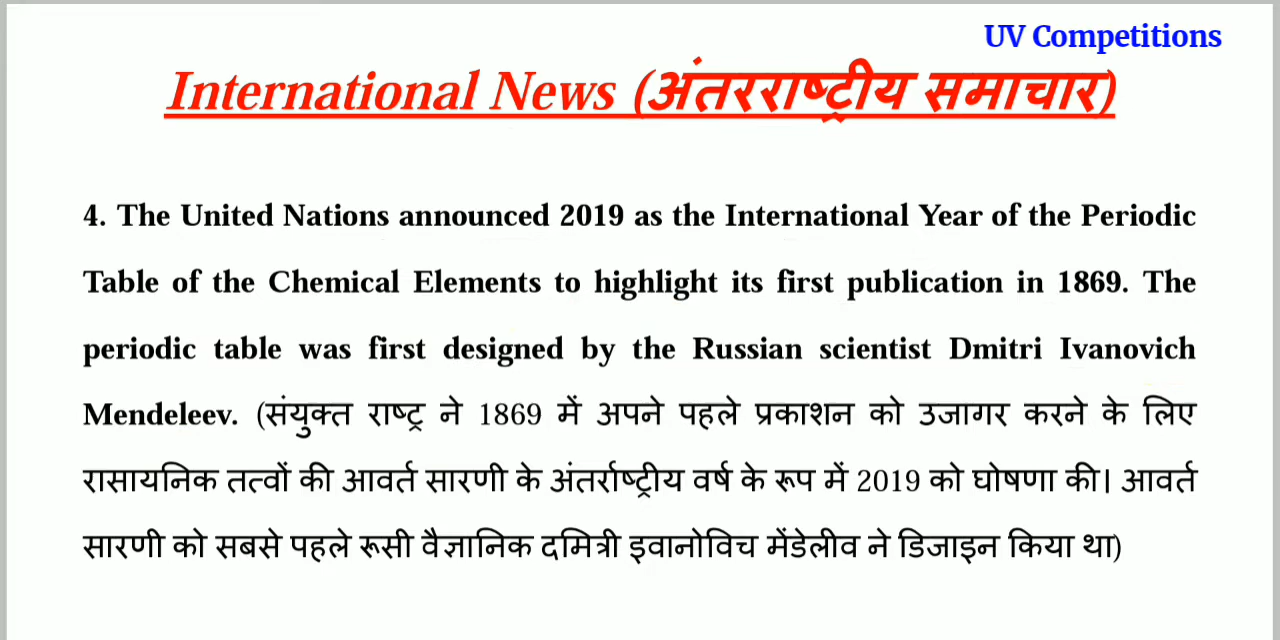 UV Competitions
International News (अंतरराष्ट्रीय समाचार)
4. The United Nations announced 2019 as the International Year of the Periodic
Table of the Chemical Elements to highlight its first publication in 1869. The
periodic table was first designed by the Russian scientist Dmitri Ivanovich
Mendeleev. (संयुक्त राष्ट्र ने 1869 में अपने पहले प्रकाशन को उजागर करने के लिए
रासायनिक तत्वों की आवर्त सारणी के अंतर्राष्ट्रीय वर्ष के रूप में 2019 को घोषणा की| आवर्त
सारणी को सबसे पहले रूसी वैज्ञानिक दमित्री इवानोविच मेंडेलीव ने डिजाइन किया था)